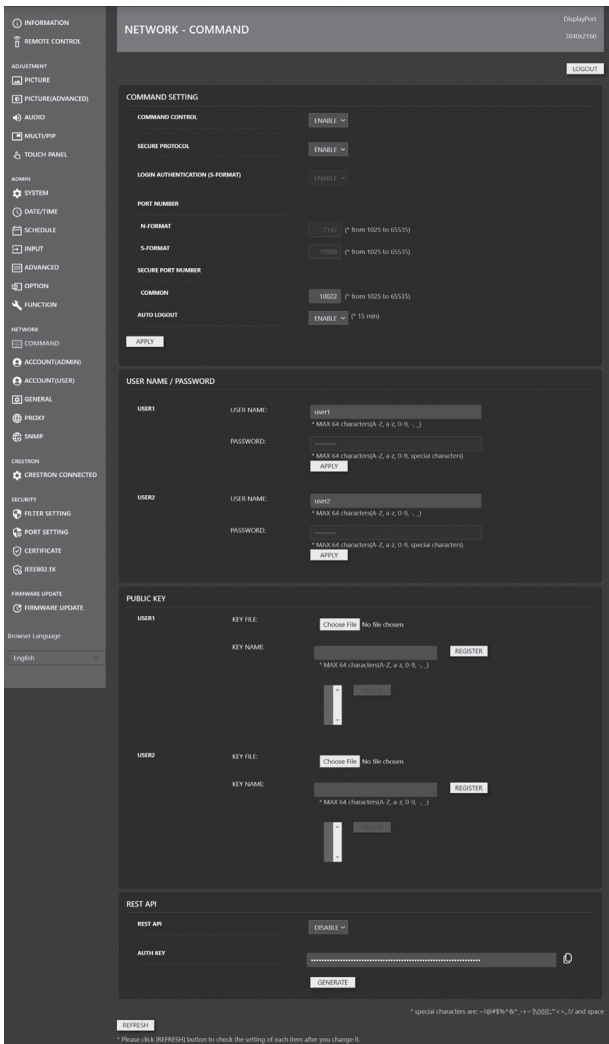 INFORMATION
REMOTE CONTROL
ADJUSTMENT
PICTURE
PICTURE(ADVANCED)
AUDIO
MULTI/PIP
TOUCH PANEL
ADMIN
SYSTEM
DATE/TIME
SCHEDULE
INPUT
ADVANCED
OPTION
FUNCTION
NETWORK
COMMAND
ACCOUNT(ADMIN)
ACCOUNT(USER)
GENERAL
PROXY
SNMP
CRESTRON
CRESTRON CONNECTED
SECURITY
FILTER SETTING
PORT SETTING
CERTIFICATE
IEEE802.1X
FIRMWARE UPDATE
FIRMWARE UPDATE
Browser Language
English
NETWORK - COMMAND
DisplayPort
3840x2160
LOGOUT
COMMAND SETTING
COMMAND CONTROL ENABLE
SECURE PROTOCOL ENABLE
LOGIN AUTHENTICATION (S-FORMAT) ENABLE
PORT NUMBER
N-FORMAT 7142 (* from 1025 to 65535)
S-FORMAT 10008 (* from 1025 to 65535)
SECURE PORT NUMBER
COMMON 10022 (* from 1025 to 65535)
AUTO LOGOUT ENABLE (* 15 min)
APPLY
USER NAME / PASSWORD
USER1 USER NAME: user1
* MAX 64 characters(A-Z, a-z, 0-9, -, _)
PASSWORD: ........
* MAX 64 characters(A-Z, a-z, 0-9, special characters)
APPLY
USER2 USER NAME: user2
* MAX 64 characters(A-Z, a-z, 0-9, -, _)
PASSWORD: ........
* MAX 64 characters(A-Z, a-z, 0-9, special characters)
APPLY
PUBLIC KEY
USER1 KEY FILE: Choose File No file chosen
KEY NAME: REGISTER
* MAX 64 characters(A-Z, a-z, 0-9, -, _)
DELETE
USER2 KEY FILE: Choose File No file chosen
KEY NAME: REGISTER
* MAX 64 characters(A-Z, a-z, 0-9, -, _)
DELETE
REST API
REST API DISABLE
AUTH KEY
GENERATE
* special characters are: ~!@#$%^&*_-+='|\(){}[]:;"'<>,.?/ and space
REFRESH
* Please click [REFRESH] button to check the setting of each item after you change it.